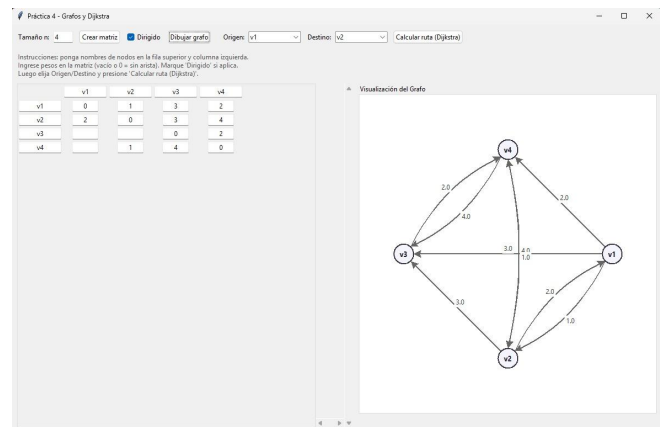 Práctica 4 - Grafos y Dijkstra
Tamaño n: 4 Crear matriz Dirigido Dibujar grafo Origen: v1 Destino: v2 Calcular ruta (Dijkstra)
Instrucciones: ponga nombres de nodos en la fila superior y columna izquierda.
Ingrese pesos en la matriz (vacío o 0 = sin arista). Marque 'Dirigido' si aplica.
Luego elija Origen/Destino y presione 'Calcular ruta (Dijkstra)'.
v1 v2 v3 v4
v1 0 1 3 2
v2 2 0 3 4
v3 0 2
v4 1 4 0
Visualización del Grafo
v4
2.0
2.0
4.0
3.0 4.0
1.0
v3
v1
2.0
3.0
1.0
v2